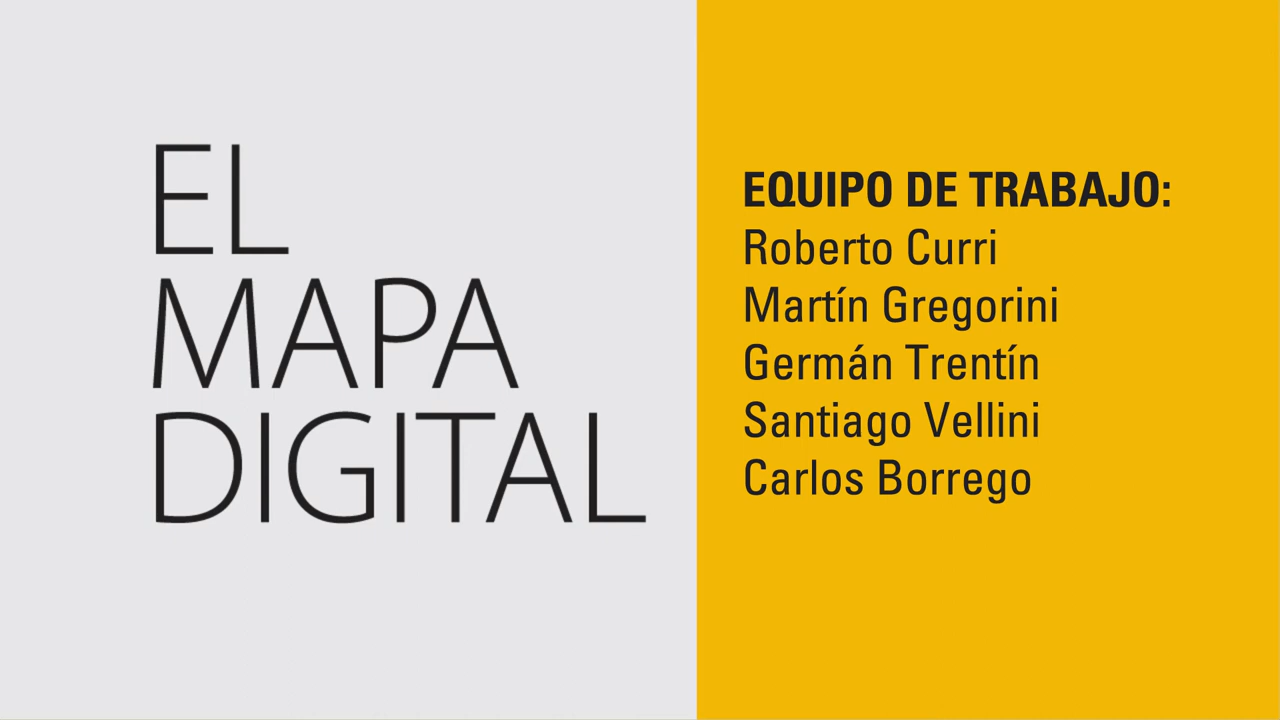 EL
MAPA
DIGITAL
EQUIPO DE TRABAJO:
Roberto Curri
Martín Gregorini
Germán Trentín
Santiago Vellini
Carlos Borrego